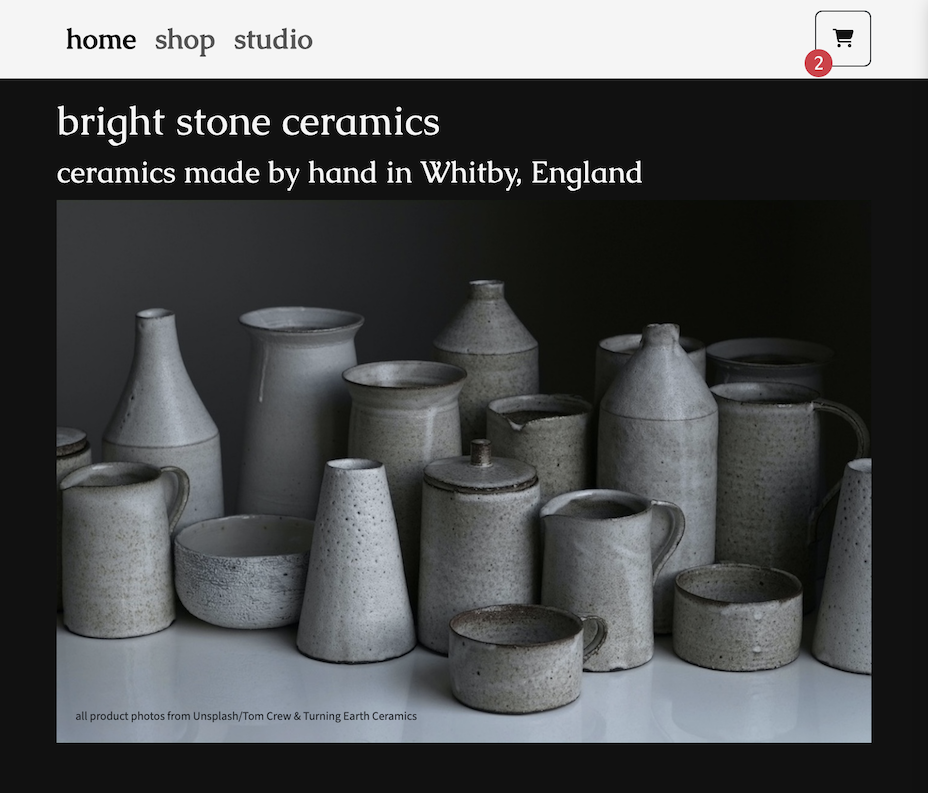 home shop studio
2
bright stone ceramics
ceramics made by hand in Whitby, England
all product photos from Unsplash/Tom Crew & Turning Earth Ceramics